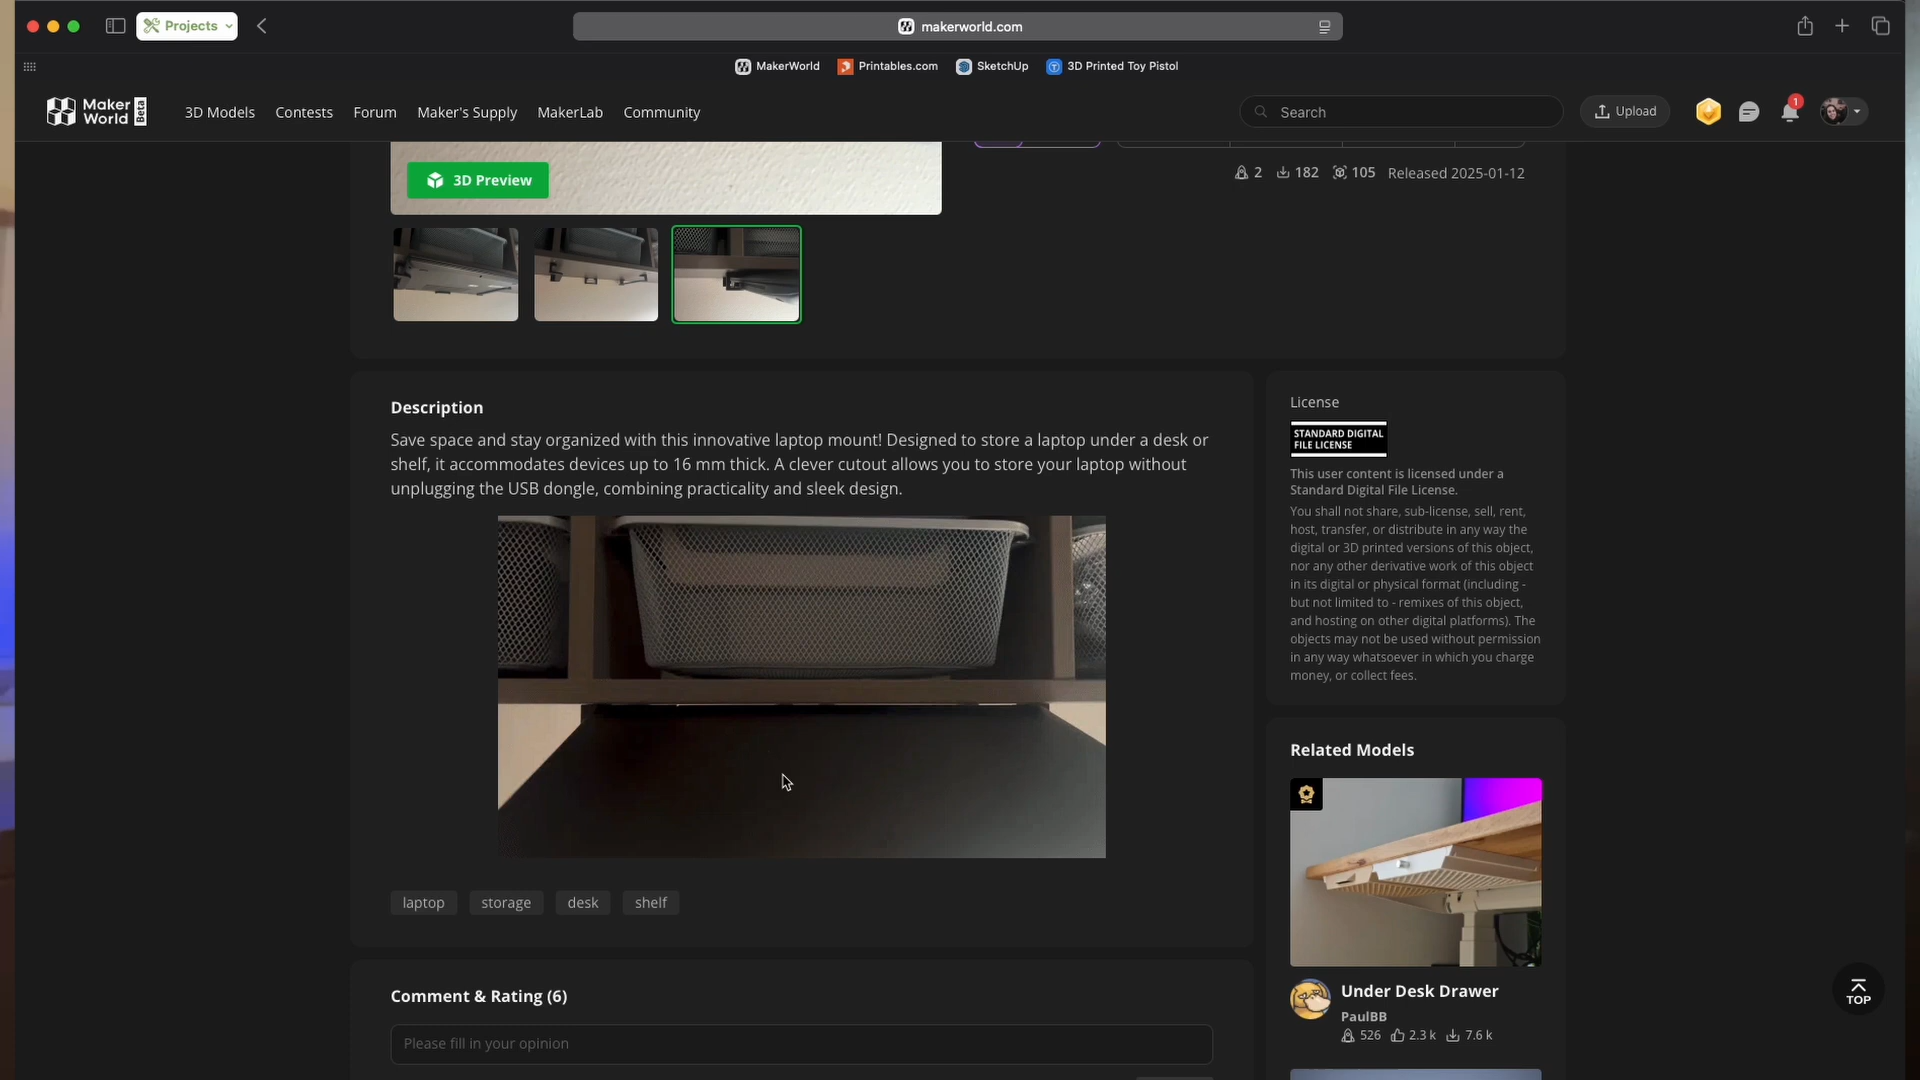 Projects
makerworld.com
MakerWorld
Printables.com
SketchUp
3D Printed Toy Pistol
Maker
World
Beta
3D Models
Contests
Forum
Maker's Supply
MakerLab
Community
Search
Upload
1
3D Preview
2
182
105
Released 2025-01-12
Description
Save space and stay organized with this innovative laptop mount! Designed to store a laptop under a desk or
shelf, it accommodates devices up to 16 mm thick. A clever cutout allows you to store your laptop without
unplugging the USB dongle, combining practicality and sleek design.
laptop
storage
desk
shelf
Comment & Rating (6)
Please fill in your opinion
License
STANDARD DIGITAL
FILE LICENSE
This user content is licensed under a
Standard Digital File License.
You shall not share, sub-license, sell, rent,
host, transfer, or distribute in any way the
digital or 3D printed versions of this object,
nor any other derivative work of this object
in its digital or physical format (including -
but not limited to - remixes of this object,
and hosting on other digital platforms). The
objects may not be used without permission
in any way whatsoever in which you charge
money, or collect fees.
Related Models
Under Desk Drawer
PaulBB
526
2.3 k
7.6 k
TOP